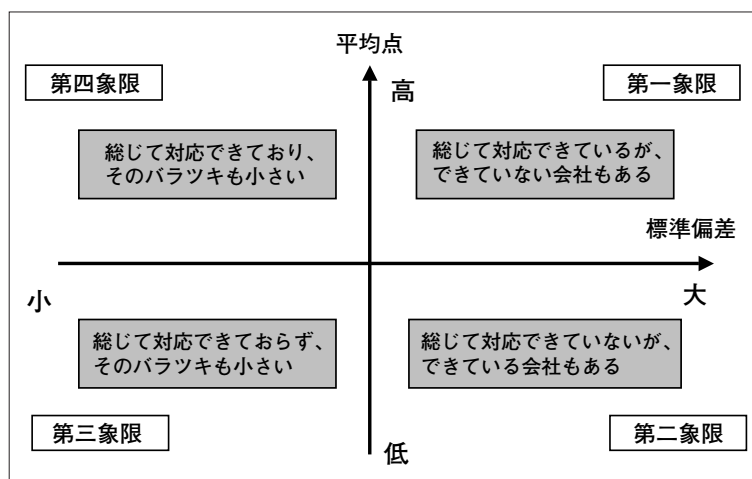 平均点
第四象限
高
第一象限
総じて対応できており、
そのバラツキも小さい
総じて対応できているが、
できていない会社もある
標準偏差
小
大
総じて対応できておらず、
そのバラツキも小さい
総じて対応できていないが、
できている会社もある
第三象限
低
第二象限